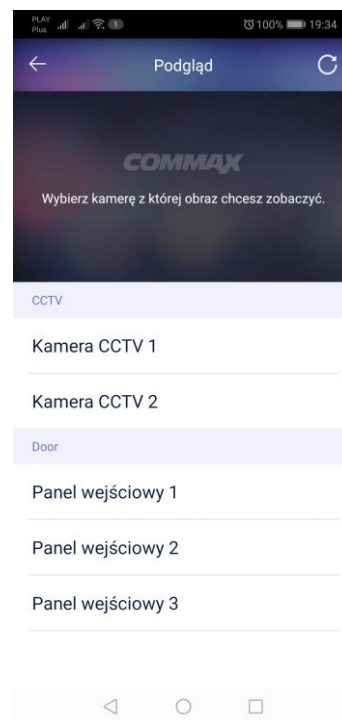 PLAY
Plus 1 100% 19:34
Podgląd
COMMAX
Wybierz kamerę z której obraz chcesz zobaczyć.
CCTV
Kamera CCTV 1
Kamera CCTV 2
Door
Panel wejściowy 1
Panel wejściowy 2
Panel wejściowy 3